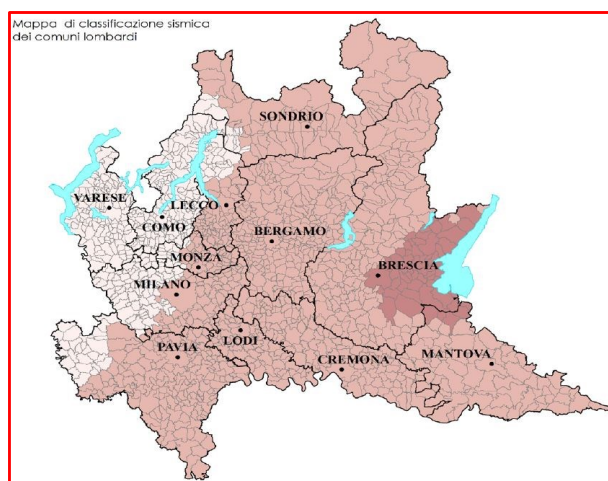 Mappa di classificazione sismica
dei comuni lombardi
SONDRIO
VARESE
LECCO
COMO
BERGAMO
MONZA
BRESCIA
MILANO
LODI
PAVIA
CREMONA
MANTOVA